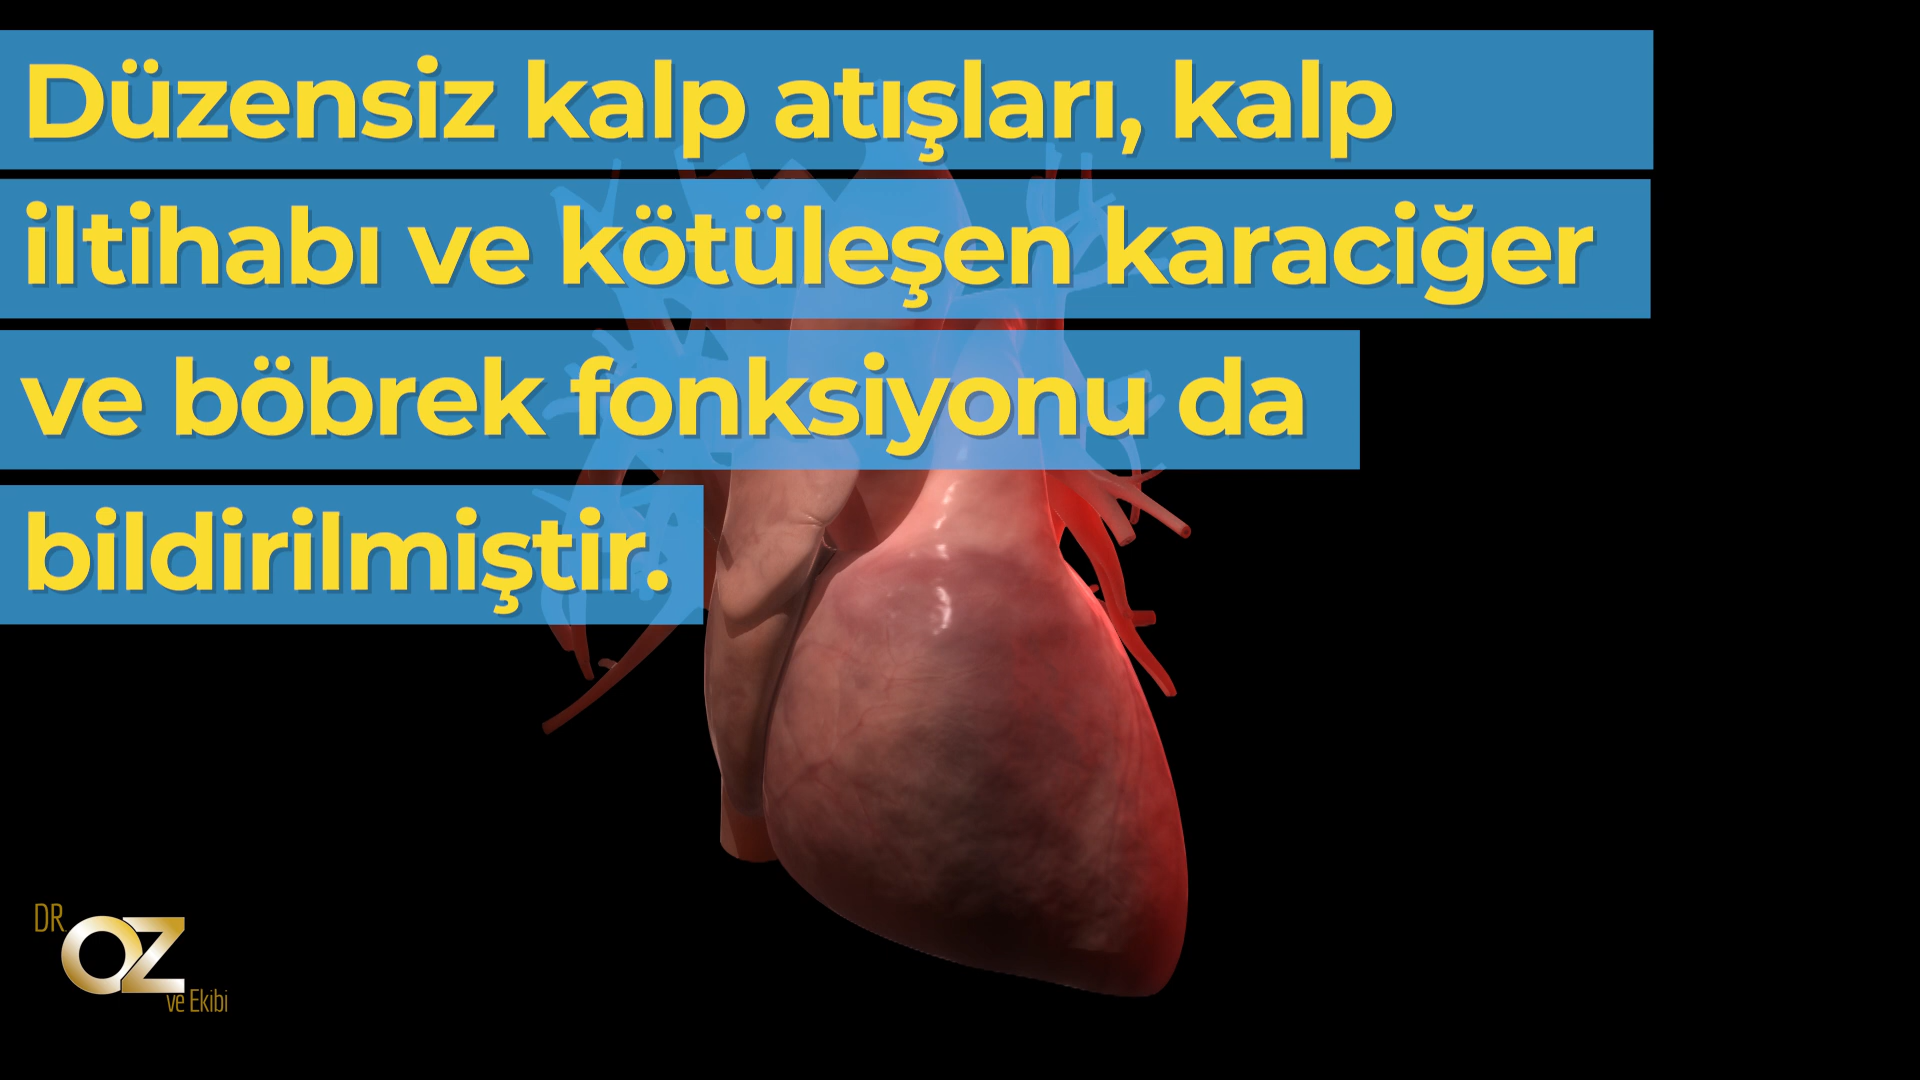 Düzensiz kalp atışları, kalp
iltihabı ve kötüleşen karaciğer
ve böbrek fonksiyonu da
bildirilmiştir.
DR.
OZ
ve Ekibi